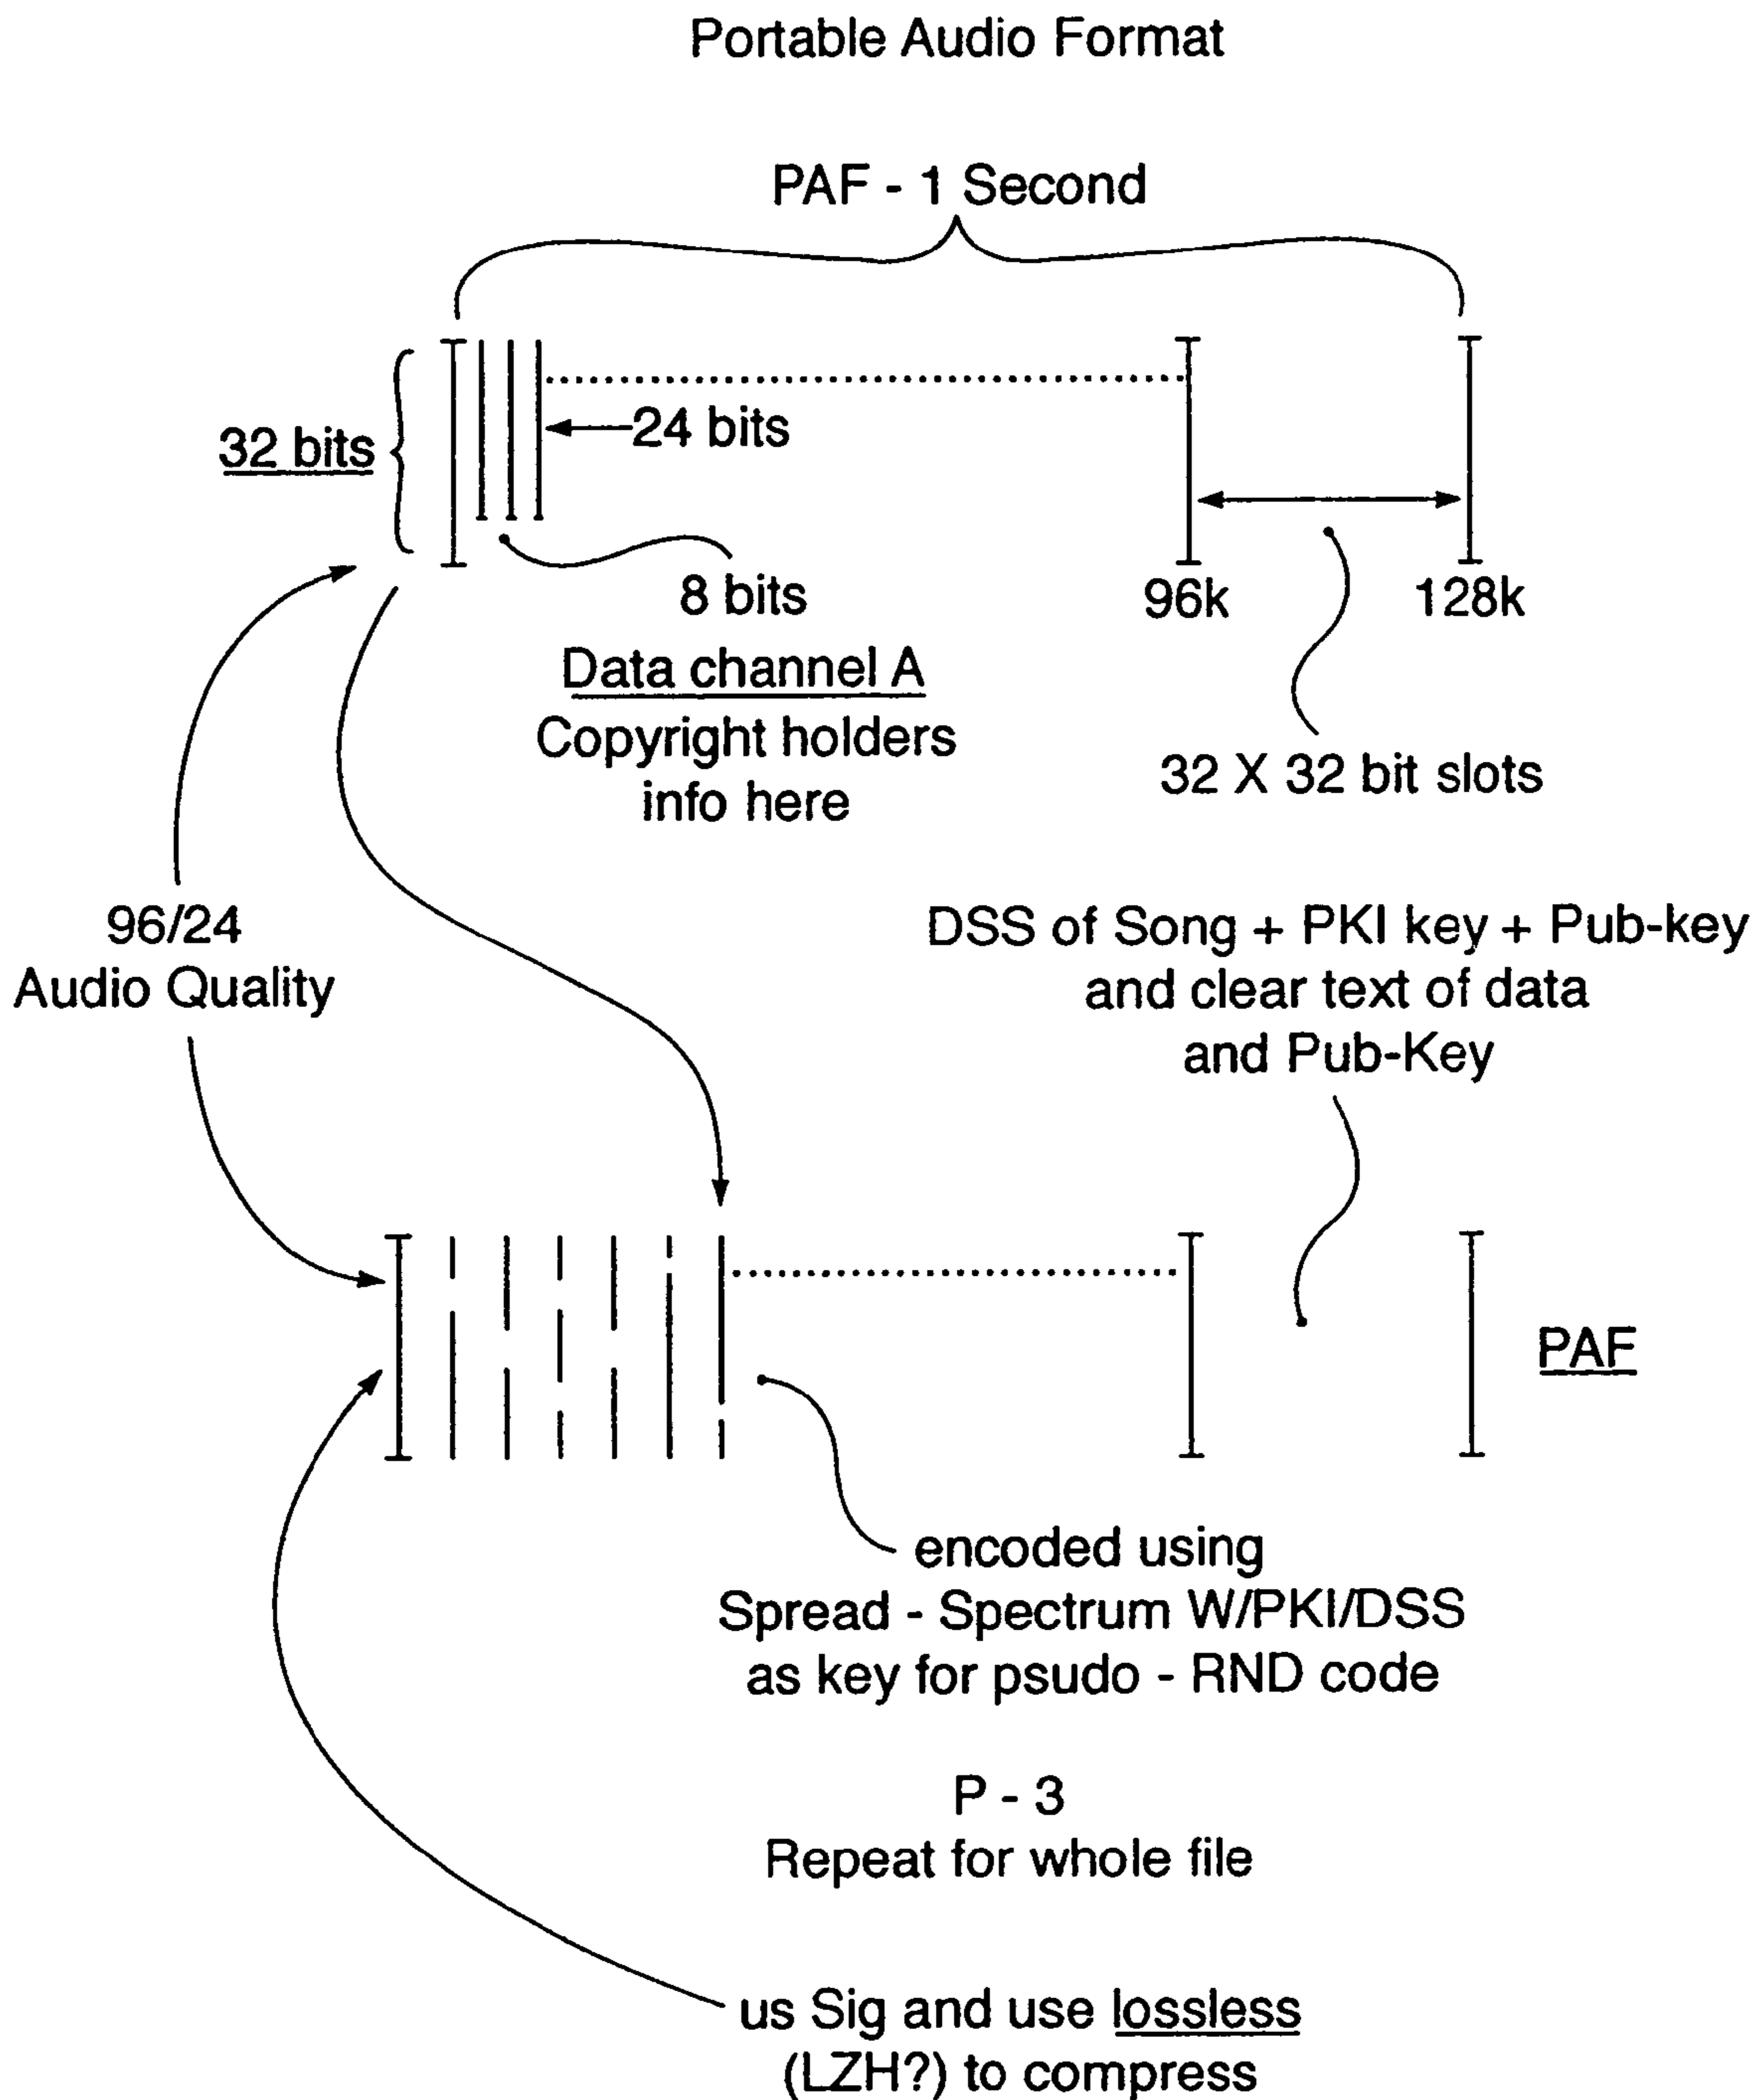 Portable Audio Format
PAF - 1 Second
32 bits
24 bits
8 bits
Data channel A
Copyright holders
info here
96k
128k
32 X 32 bit slots
96/24
Audio Quality
DSS of Song + PKI key + Pub-key
and clear text of data
and Pub-Key
PAF
encoded using
Spread - Spectrum W/PKI/DSS
as key for psudo - RND code
P - 3
Repeat for whole file
us Sig and use lossless
(LZH?) to compress